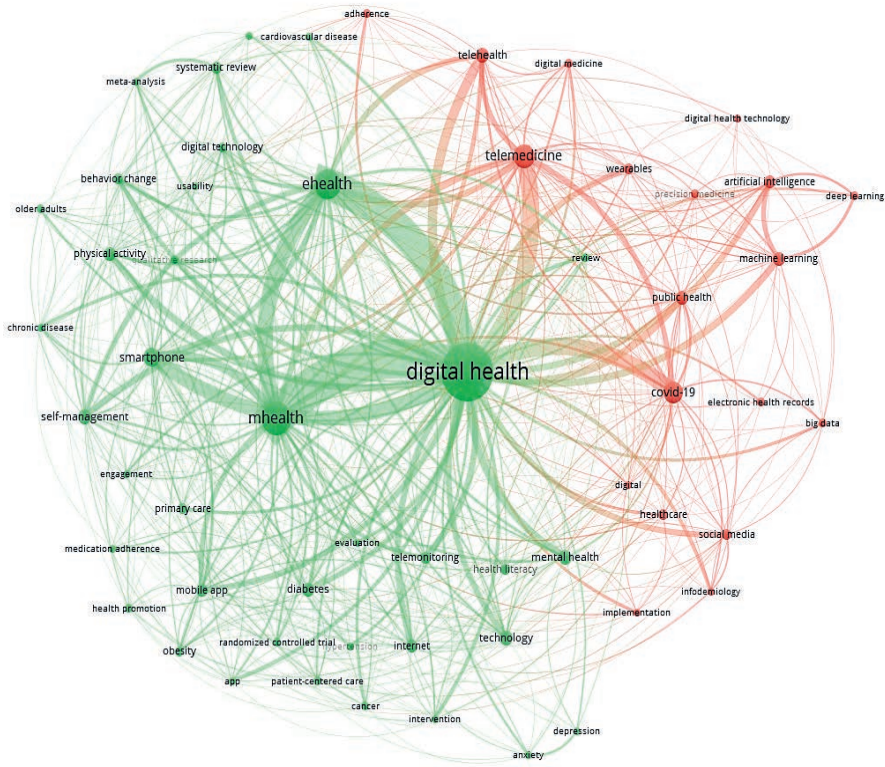 adherence
cardiovascular disease
telehealth
digital medicine
systematic review
meta-analysis
digital health technology
digital technology
telemedicine
wearables
behavior change
usability
ehealth
artificial intelligence
precision medicine
deep learning
older adults
physical activity
qualitative research
review
machine learning
public health
chronic disease
smartphone
digital health
covid-19
electronic health records
self-management
mhealth
big data
engagement
digital
primary care
healthcare
social media
medication adherence
evaluation
telemonitoring
mental health
health literacy
mobile app
diabetes
infodemiology
health promotion
implementation
obesity
randomized controlled trial
hypertension
internet
technology
app
patient-centered care
cancer
intervention
depression
anxiety